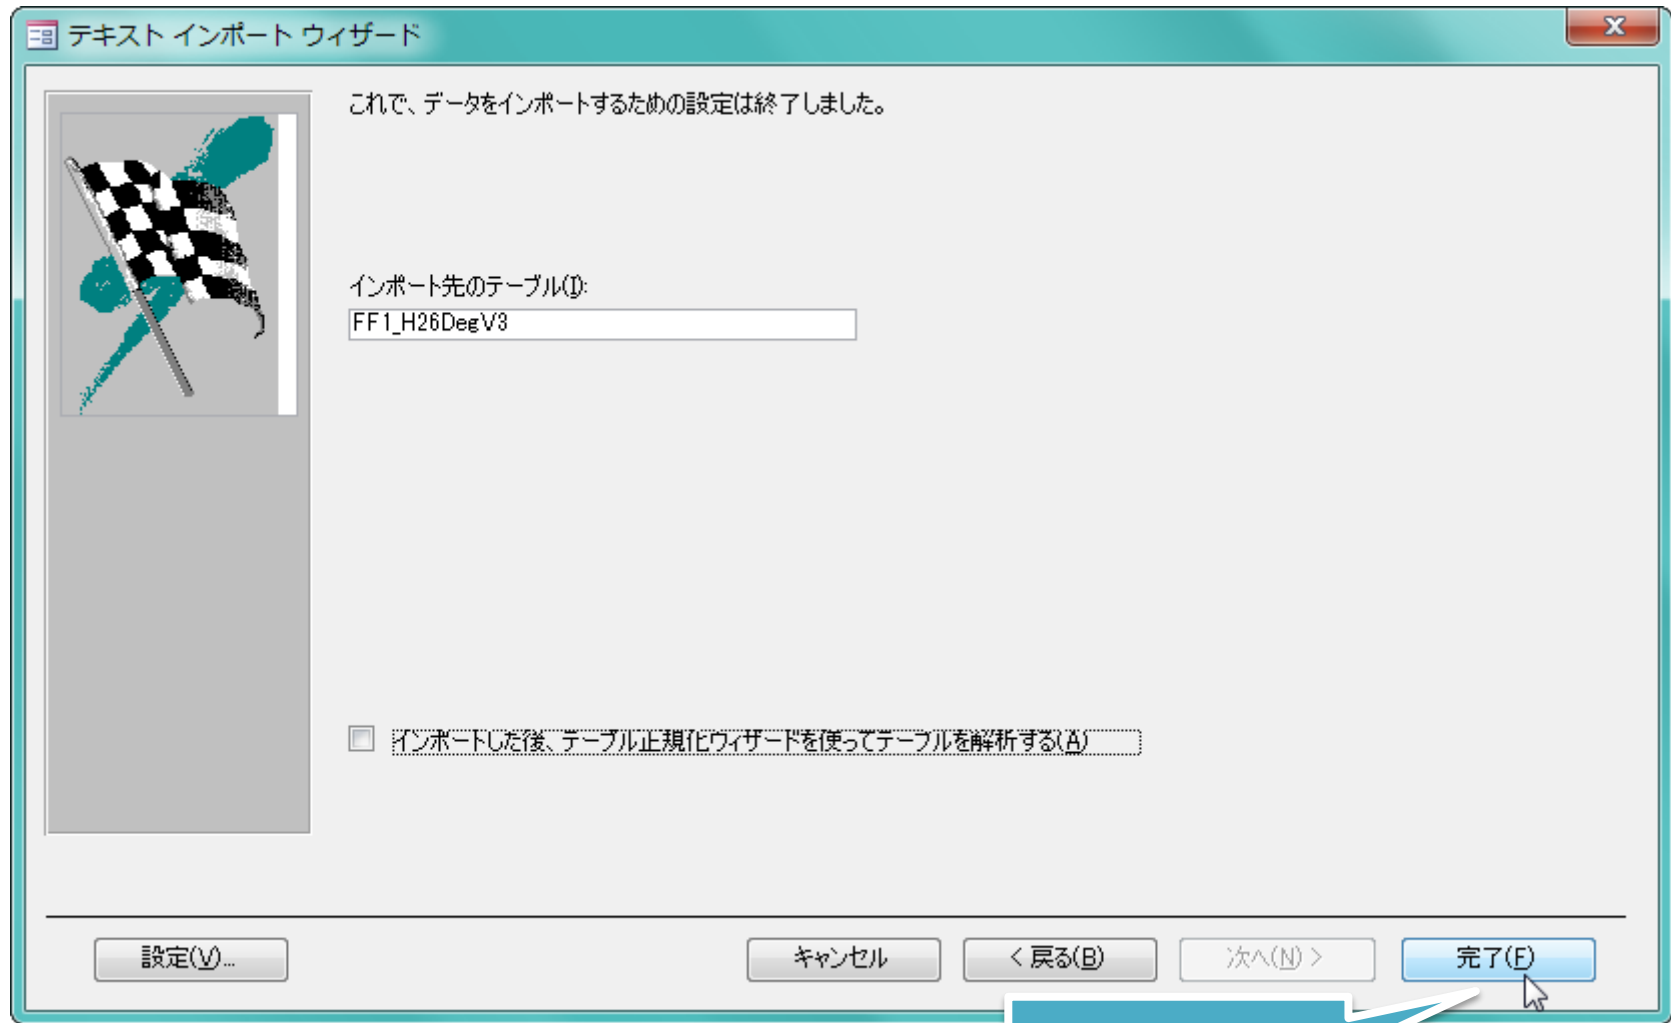 テキスト インポート ウィザード
これで、データをインポートするための設定は終了しました。
インポート先のテーブル(I):
FF1_H26DegV3
インポートした後、テーブル正規化ウィザードを使ってテーブルを解析する(A)
設定(V)... キャンセル < 戻る(B) 次へ(N) > 完了(F)